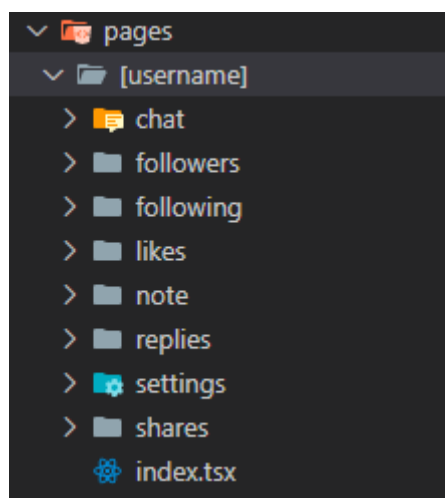 pages
[username]
chat
followers
following
likes
note
replies
settings
shares
index.tsx